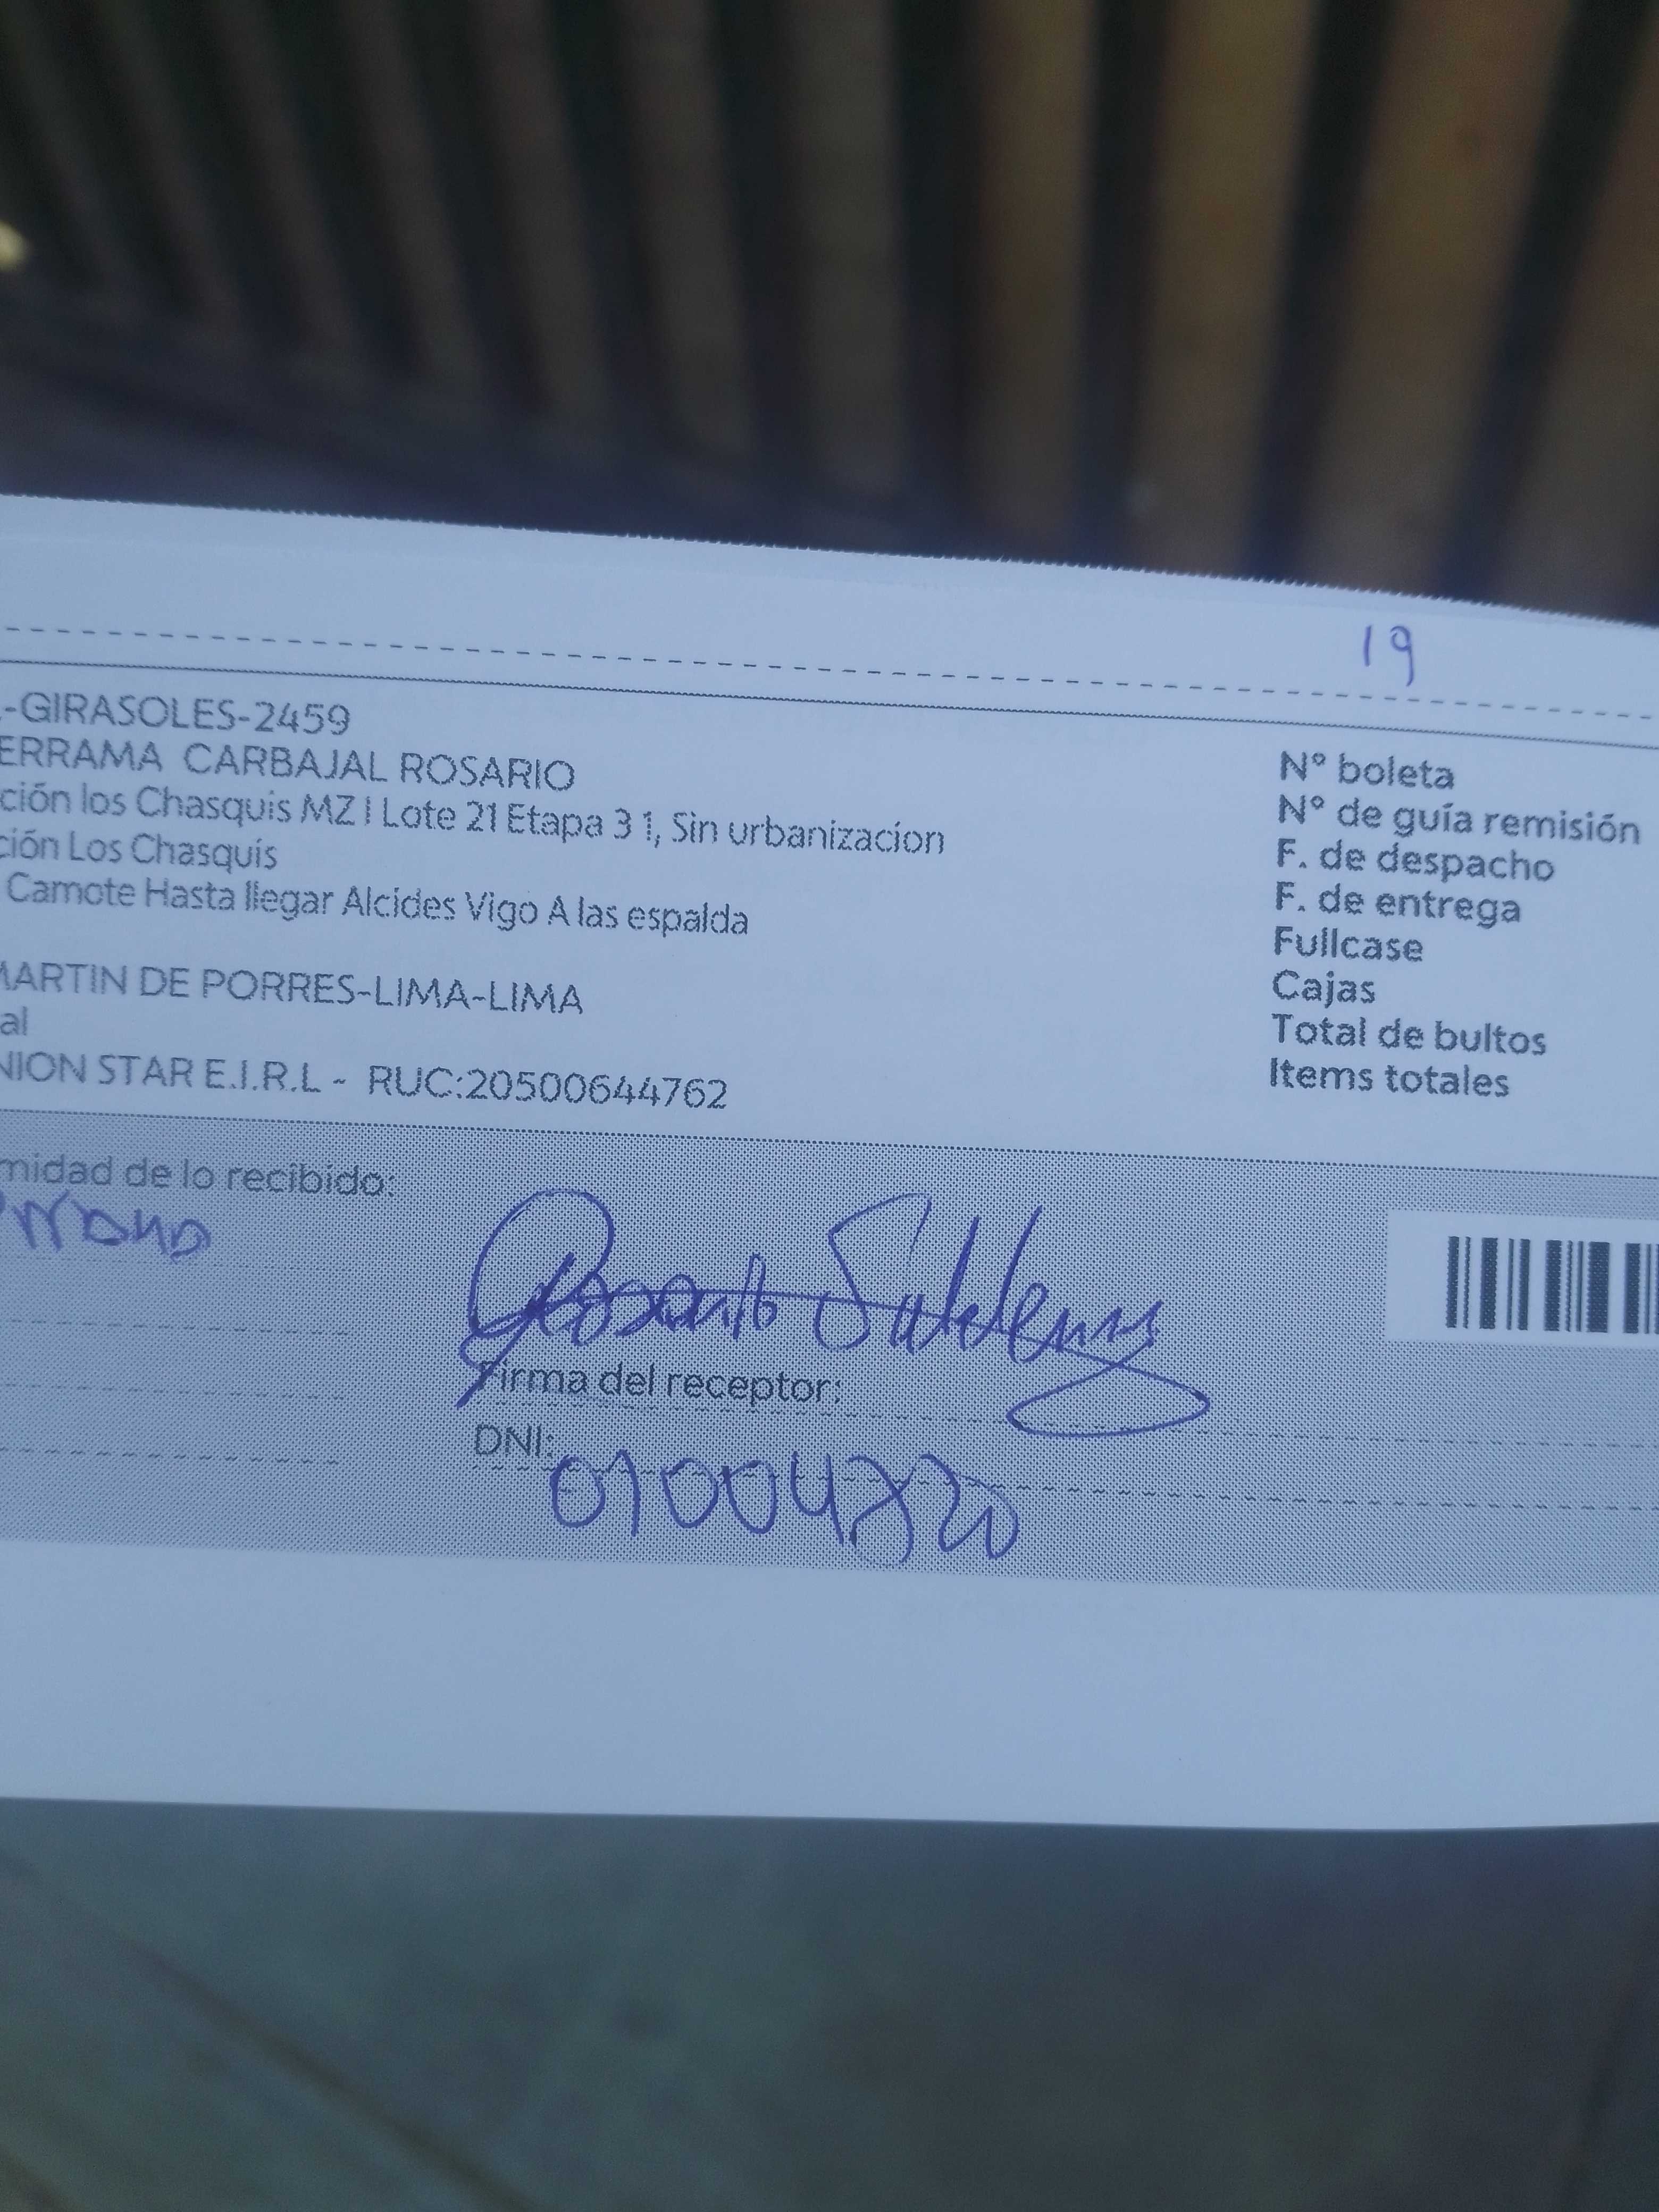 19
.-GIRASOLES-2459
ERRAMA CARBAJAL ROSARIO
ción los Chasquis MZ I Lote 21 Etapa 3 1, Sin urbanizacion
ción Los Chasquis
Camote Hasta llegar Alcides Vigo A las espalda
MARTIN DE PORRES-LIMA-LIMA
al
NION STAR E.I.R.L - RUC:20500644762
N° boleta
N° de guía remisión
F. de despacho
F. de entrega
Fullcase
Cajas
Total de bultos
Items totales
midad de lo recibido:
Rosario
Firma del receptor:
DNI: